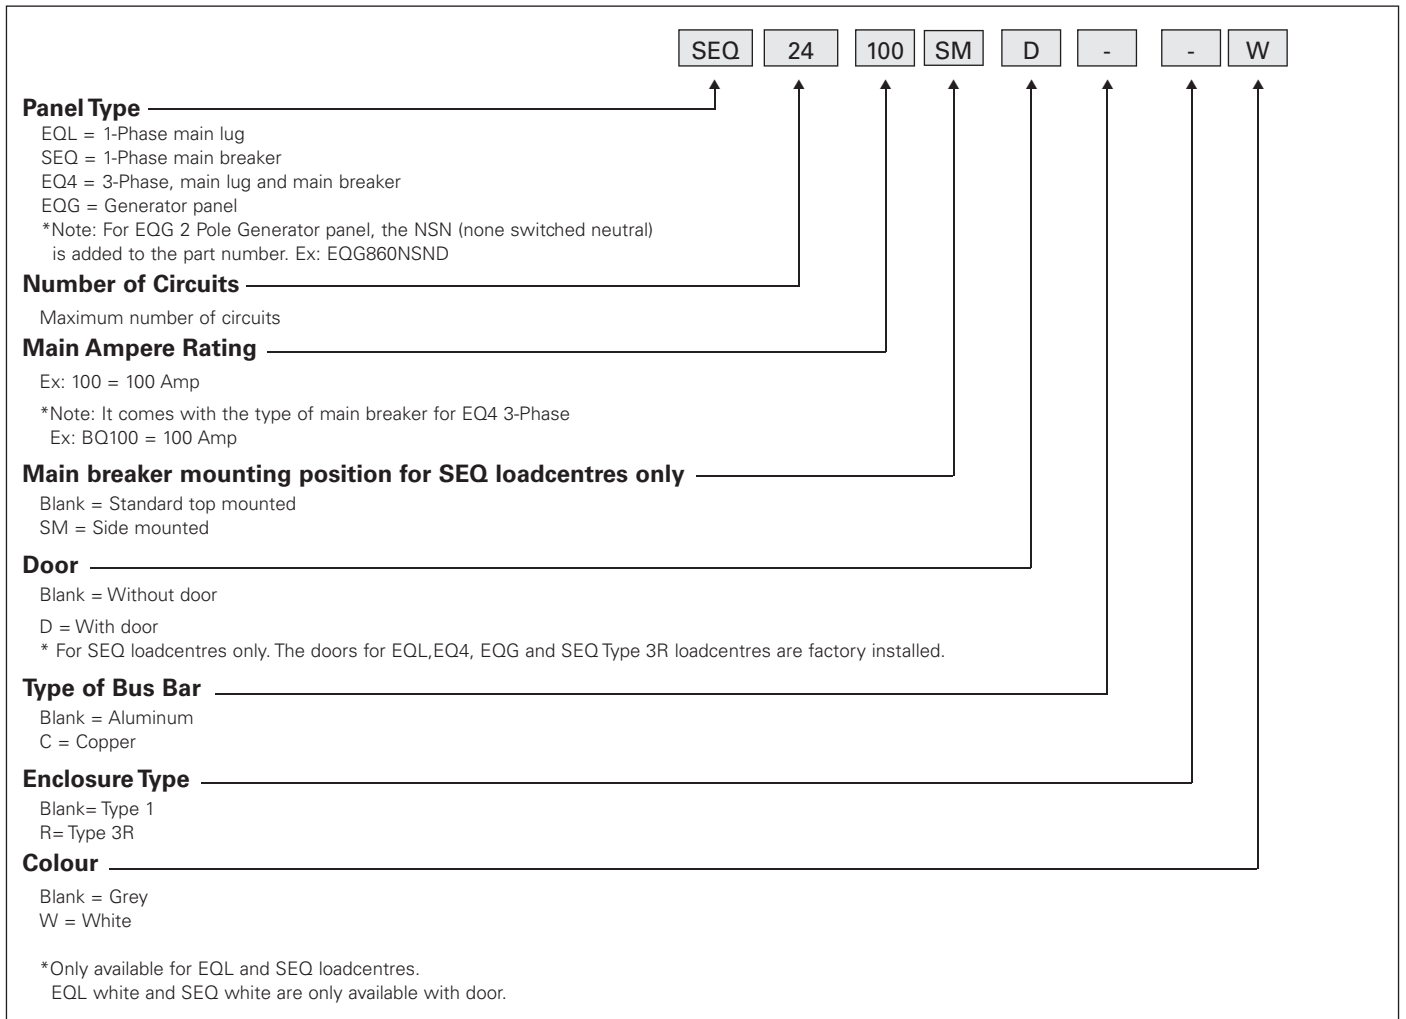 SEQ 24 100 SM D - - W
Panel Type
EQL = 1-Phase main lug
SEQ = 1-Phase main breaker
EQ4 = 3-Phase, main lug and main breaker
EQG = Generator panel
*Note: For EQG 2 Pole Generator panel, the NSN (none switched neutral)
is added to the part number. Ex: EQG860NSND
Number of Circuits
Maximum number of circuits
Main Ampere Rating
Ex: 100 = 100 Amp
*Note: It comes with the type of main breaker for EQ4 3-Phase
Ex: BQ100 = 100 Amp
Main breaker mounting position for SEQ loadcentres only
Blank = Standard top mounted
SM = Side mounted
Door
Blank = Without door
D = With door
* For SEQ loadcentres only. The doors for EQL,EQ4, EQG and SEQ Type 3R loadcentres are factory installed.
Type of Bus Bar
Blank = Aluminum
C = Copper
Enclosure Type
Blank= Type 1
R= Type 3R
Colour
Blank = Grey
W = White
*Only available for EQL and SEQ loadcentres.
EQL white and SEQ white are only available with door.